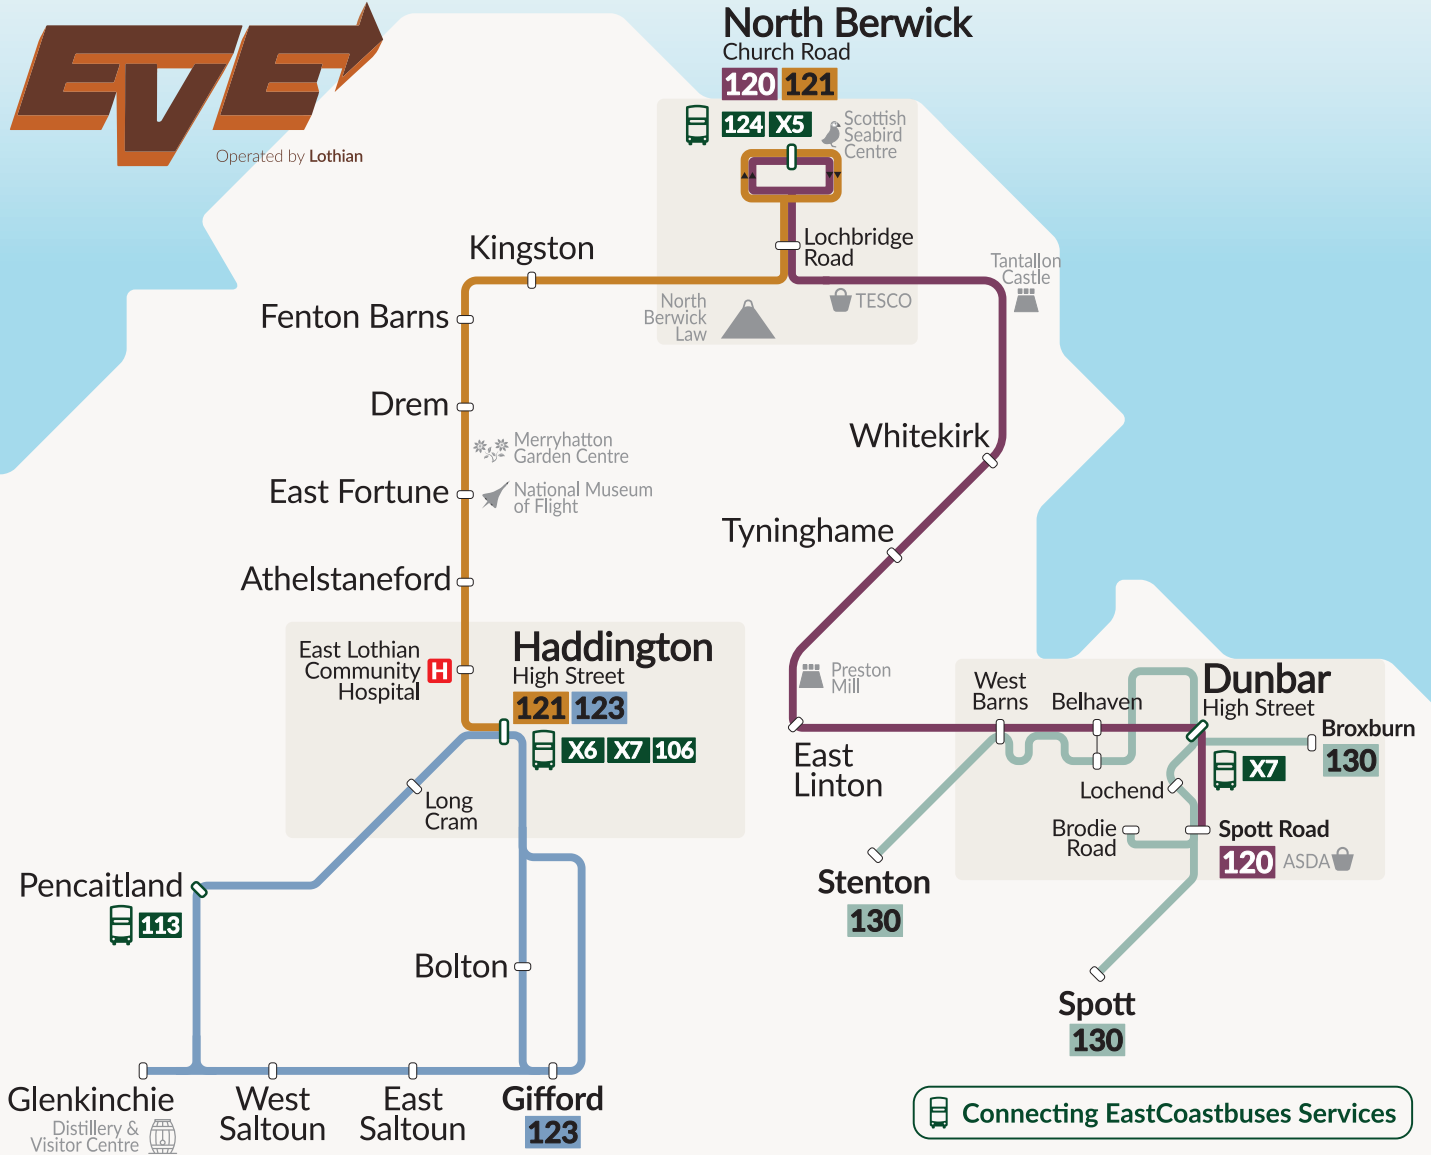 EVE
Operated by Lothian
North Berwick
Church Road
120 121
124 X5
Scottish
Seabird
Centre
Lochbridge
Road
Kingston
Tantallon
Castle
North
Berwick
Law
TESCO
Fenton Barns
Drem
Merryhatton
Garden Centre
Whitekirk
East Fortune
National Museum
of Flight
Tyninghame
Athelstaneford
East Lothian
Community
Hospital
H
Haddington
High Street
121 123
X6 X7 106
Long
Cram
Preston
Mill
East
Linton
West
Barns
Belhaven
Dunbar
High Street
X7
Broxburn
130
Lochend
Brodie
Road
Spott Road
120
ASDA
Stenton
130
Spott
130
Pencaitland
113
Bolton
Glenkinchie
Distillery &
Visitor Centre
West
Saltoun
East
Saltoun
Gifford
123
Connecting EastCoastbuses Services